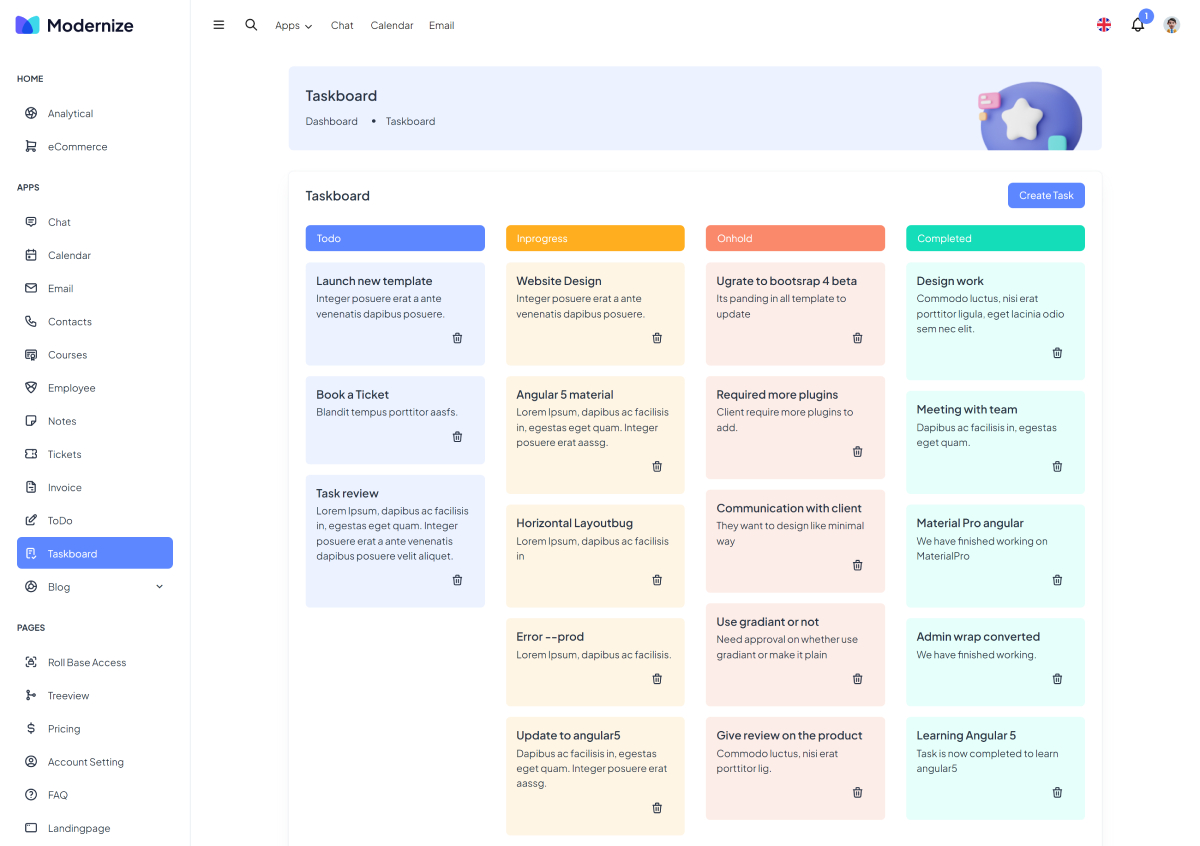 Modernize
HOME
Analytical
eCommerce
APPS
Chat
Calendar
Email
Contacts
Courses
Employee
Notes
Tickets
Invoice
ToDo
Taskboard
Blog
PAGES
Roll Base Access
Treeview
Pricing
Account Setting
FAQ
Landingpage
Apps
Chat
Calendar
Email
1
Taskboard
Dashboard • Taskboard
Taskboard
Create Task
Todo
Launch new template
Integer posuere erat a ante
venenatis dapibus posuere.
Book a Ticket
Blandit tempus porttitor aasfs.
Task review
Lorem Ipsum, dapibus ac facilisis
in, egestas eget quam. Integer
posuere erat a ante venenatis
dapibus posuere velit aliquet.
Inprogress
Website Design
Integer posuere erat a ante
venenatis dapibus posuere.
Angular 5 material
Lorem Ipsum, dapibus ac facilisis
in, egestas eget quam. Integer
posuere erat aassg.
Horizontal Layoutbug
Lorem Ipsum, dapibus ac facilisis
in
Error --prod
Lorem Ipsum, dapibus ac facilisis.
Update to angular5
Dapibus ac facilisis in, egestas
eget quam. Integer posuere erat
aassg.
Onhold
Ugrate to bootsrap 4 beta
Its panding in all template to
update
Required more plugins
Client require more plugins to
add.
Communication with client
They want to design like minimal
way
Use gradiant or not
Need approval on whether use
gradiant or make it plain
Give review on the product
Commodo luctus, nisi erat
porttitor lig.
Completed
Design work
Commodo luctus, nisi erat
porttitor ligula, eget lacinia odio
sem nec elit.
Meeting with team
Dapibus ac facilisis in, egestas
eget quam.
Material Pro angular
We have finished working on
MaterialPro
Admin wrap converted
We have finished working.
Learning Angular 5
Task is now completed to learn
angular5